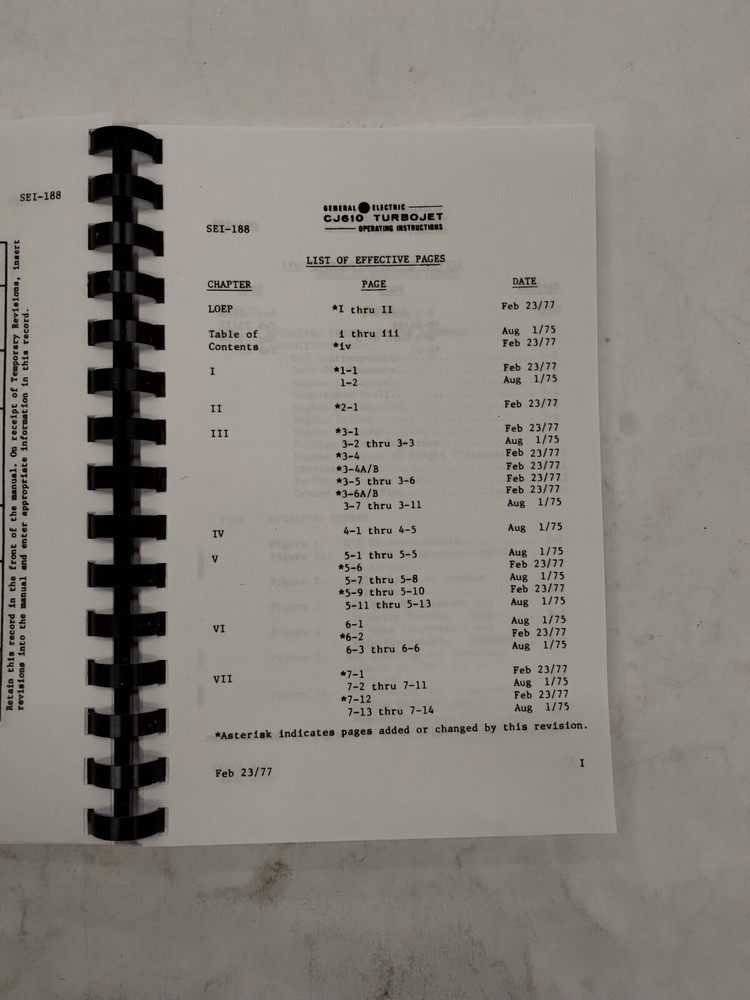 SEI-188
Retain this record in the front of the manual. On receipt of Temporary Revisions, insert
revisions into the manual and enter appropriate information in this record.
GENERAL ELECTRIC
CJ610 TURBOJET
OPERATING INSTRUCTIONS
SEI-188
LIST OF EFFECTIVE PAGES
CHAPTER PAGE DATE
LOEP *I thru II Feb 23/77
Table of i thru iii Aug 1/75
Contents *iv Feb 23/77
I *1-1 Feb 23/77
1-2 Aug 1/75
II *2-1 Feb 23/77
III *3-1 Feb 23/77
3-2 thru 3-3 Aug 1/75
*3-4 Feb 23/77
*3-4A/B Feb 23/77
*3-5 thru 3-6 Feb 23/77
*3-6A/B Feb 23/77
3-7 thru 3-11 Aug 1/75
IV 4-1 thru 4-5 Aug 1/75
V 5-1 thru 5-5 Aug 1/75
*5-6 Feb 23/77
5-7 thru 5-8 Aug 1/75
*5-9 thru 5-10 Feb 23/77
5-11 thru 5-13 Aug 1/75
VI 6-1 Aug 1/75
*6-2 Feb 23/77
6-3 thru 6-6 Aug 1/75
VII *7-1 Feb 23/77
7-2 thru 7-11 Aug 1/75
*7-12 Feb 23/77
7-13 thru 7-14 Aug 1/75
*Asterisk indicates pages added or changed by this revision.
Feb 23/77 I